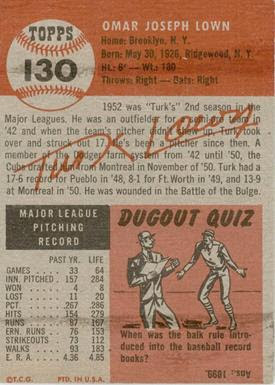 TOPPS
130
OMAR JOSEPH LOWN
Home: Brooklyn, N. Y.
Born: May 30, 1926, Ridgewood, N. Y.
Ht.: 6' – Wt.: 180
Throws: Right – Bats: Right
1952 was "Turk's" 2nd season in the
Major Leagues. He was an outfielder
'42 and when the team's pitcher didn't show up, Turk took
over and struck out 17. He's been a pitcher since then. A
member of the Dodger farm system from '42 until '50, the
Cubs drafted him from Montreal in November of '50. Turk had a
17-6 record for Pueblo in '48, 8-1 for Ft. Worth in '49, and 13-9
at Montreal in '50. He was wounded in the Battle of the Bulge.
Turk Lown
MAJOR LEAGUE
PITCHING
RECORD
PAST YEAR LIFE
GAMES 33 64
INN. PITCHED 157 284
WON 4 8
LOST 11 20
PCT. .267 .286
HITS 154 279
RUNS 87 167
ERN. RUNS 76 153
STRIKEOUTS 73 112
WALKS 93 183
E. R. A. 4.36 4.85
DUGOUT QUIZ
When was the balk rule intro-
duced into the baseball record
books?
Ans.: 1899.
©T.C.G. PTD. IN U.S.A.